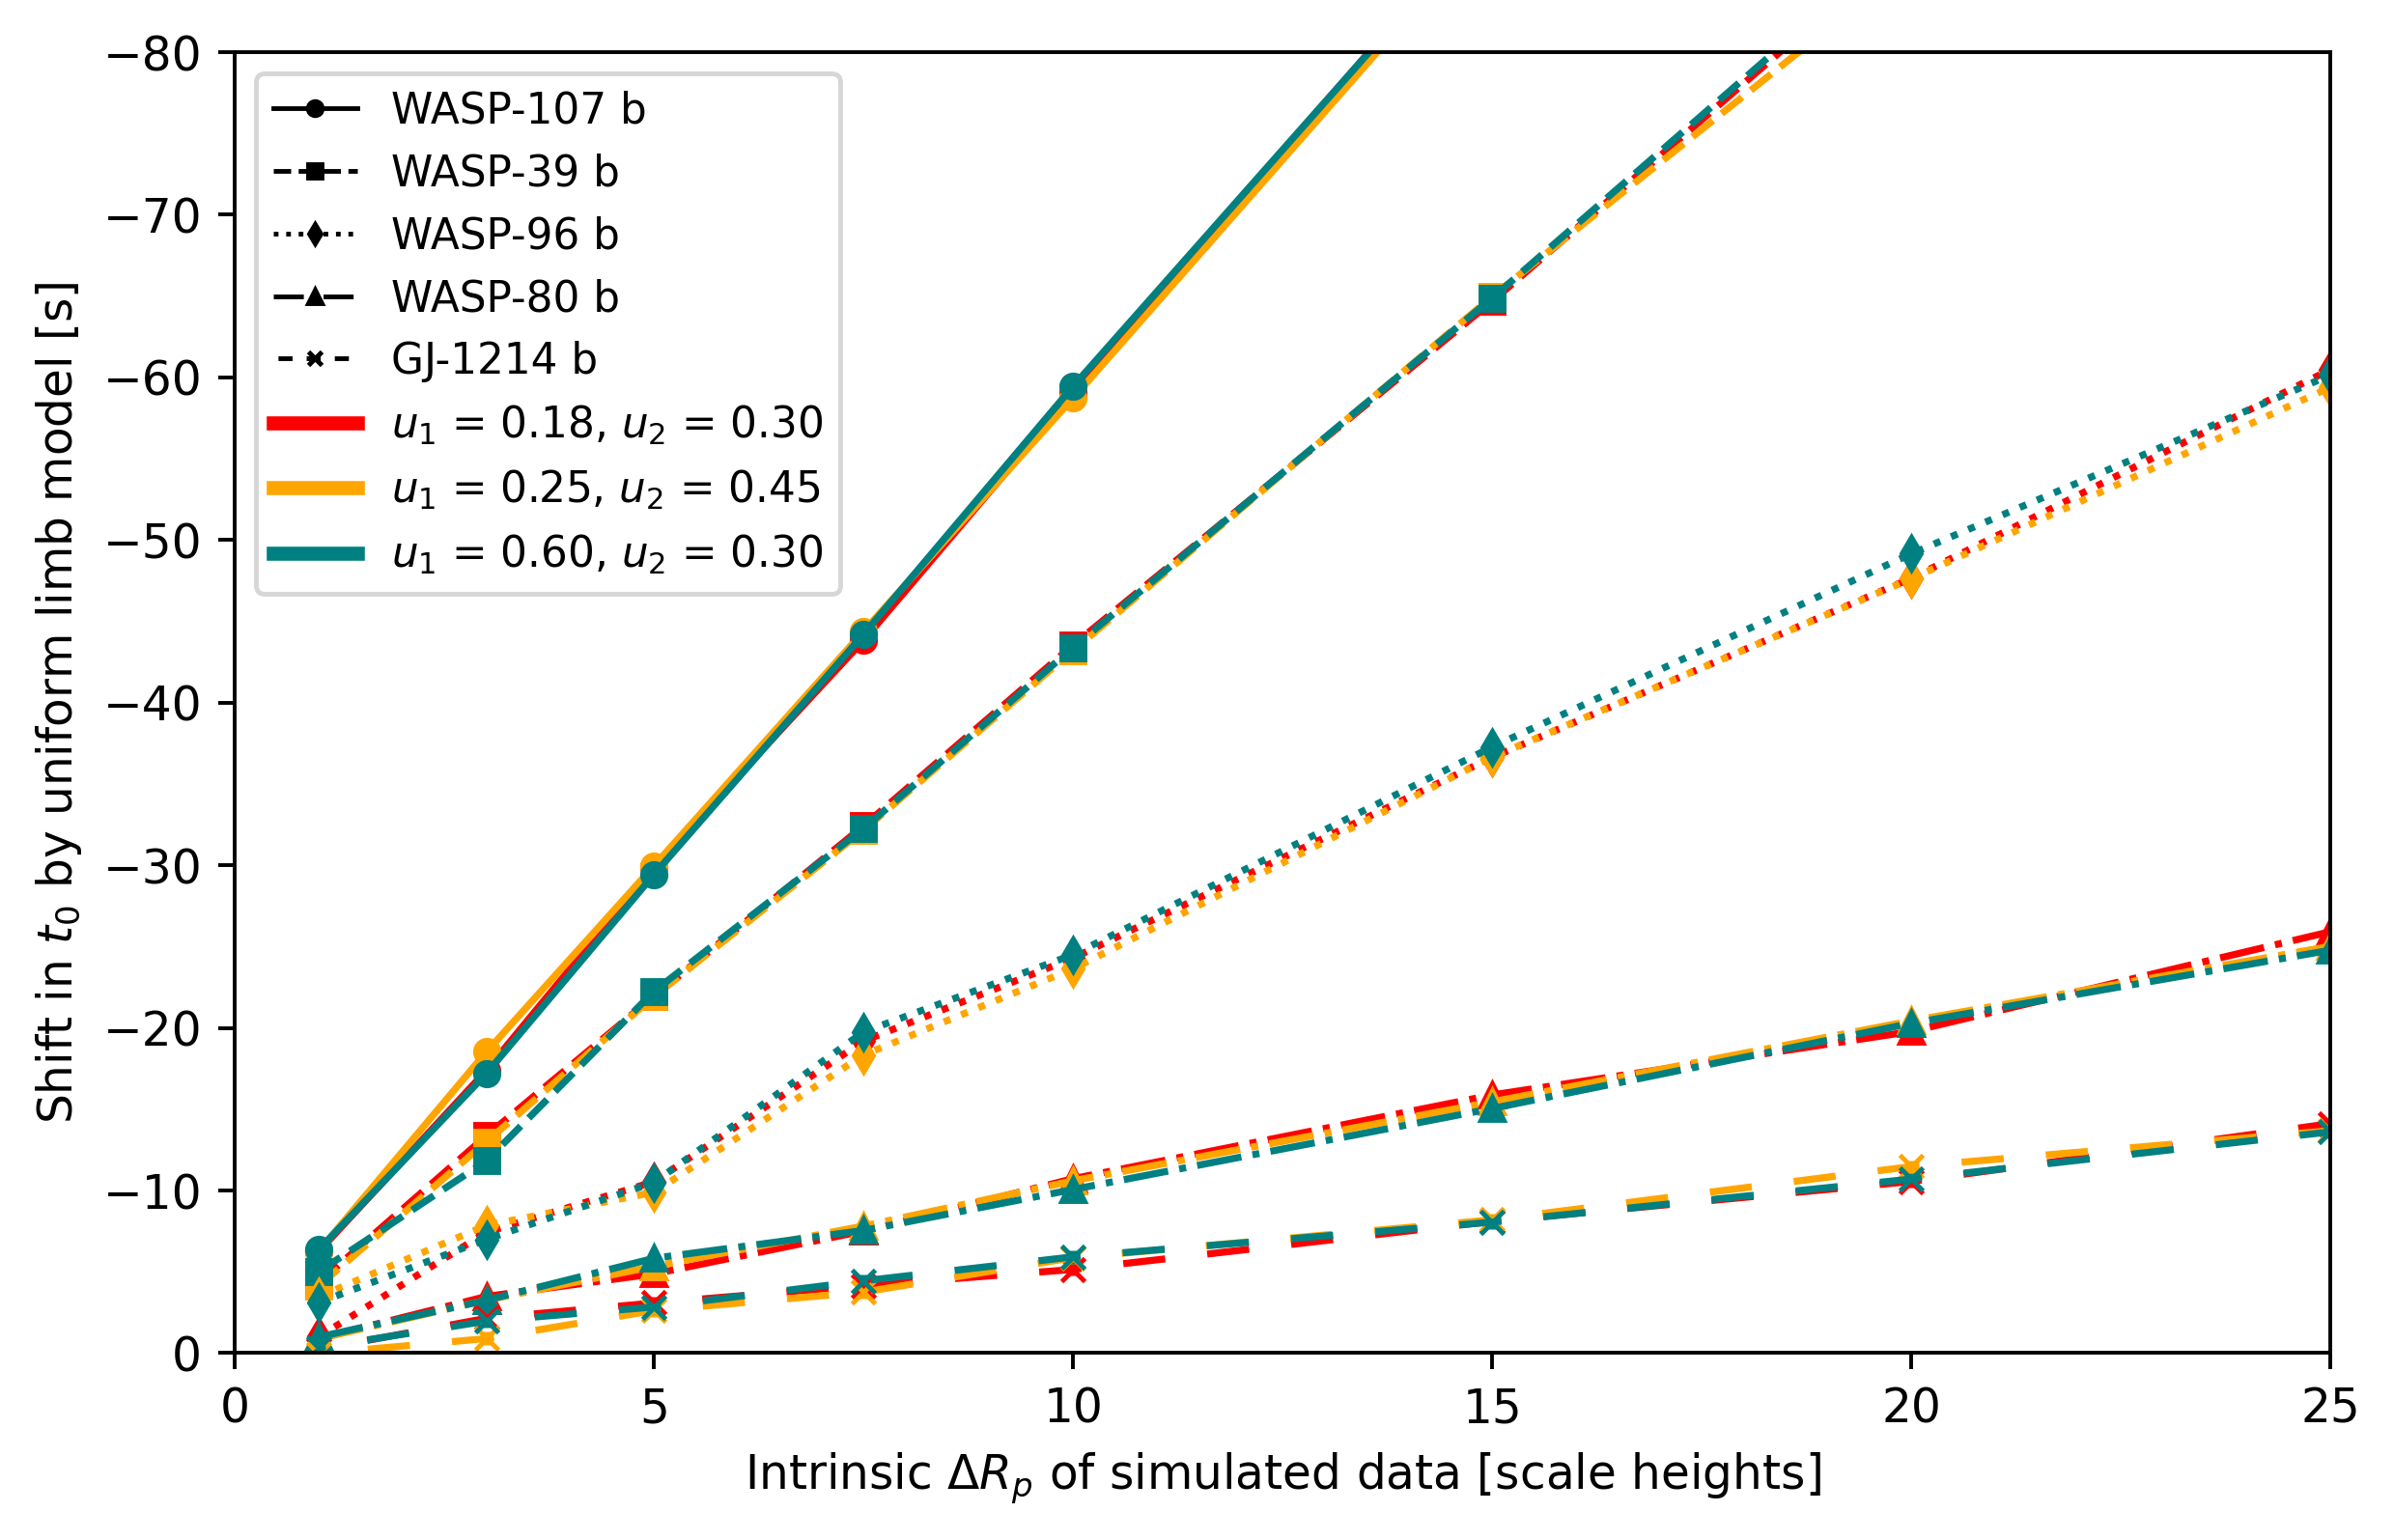 −80
−70
−60
−50
−40
−30
−20
−10
0
Shift in t₀ by uniform limb model [s]
WASP-107 b
WASP-39 b
WASP-96 b
WASP-80 b
GJ-1214 b
u₁ = 0.18, u₂ = 0.30
u₁ = 0.25, u₂ = 0.45
u₁ = 0.60, u₂ = 0.30
0 5 10 15 20 25
Intrinsic ΔRₚ of simulated data [scale heights]